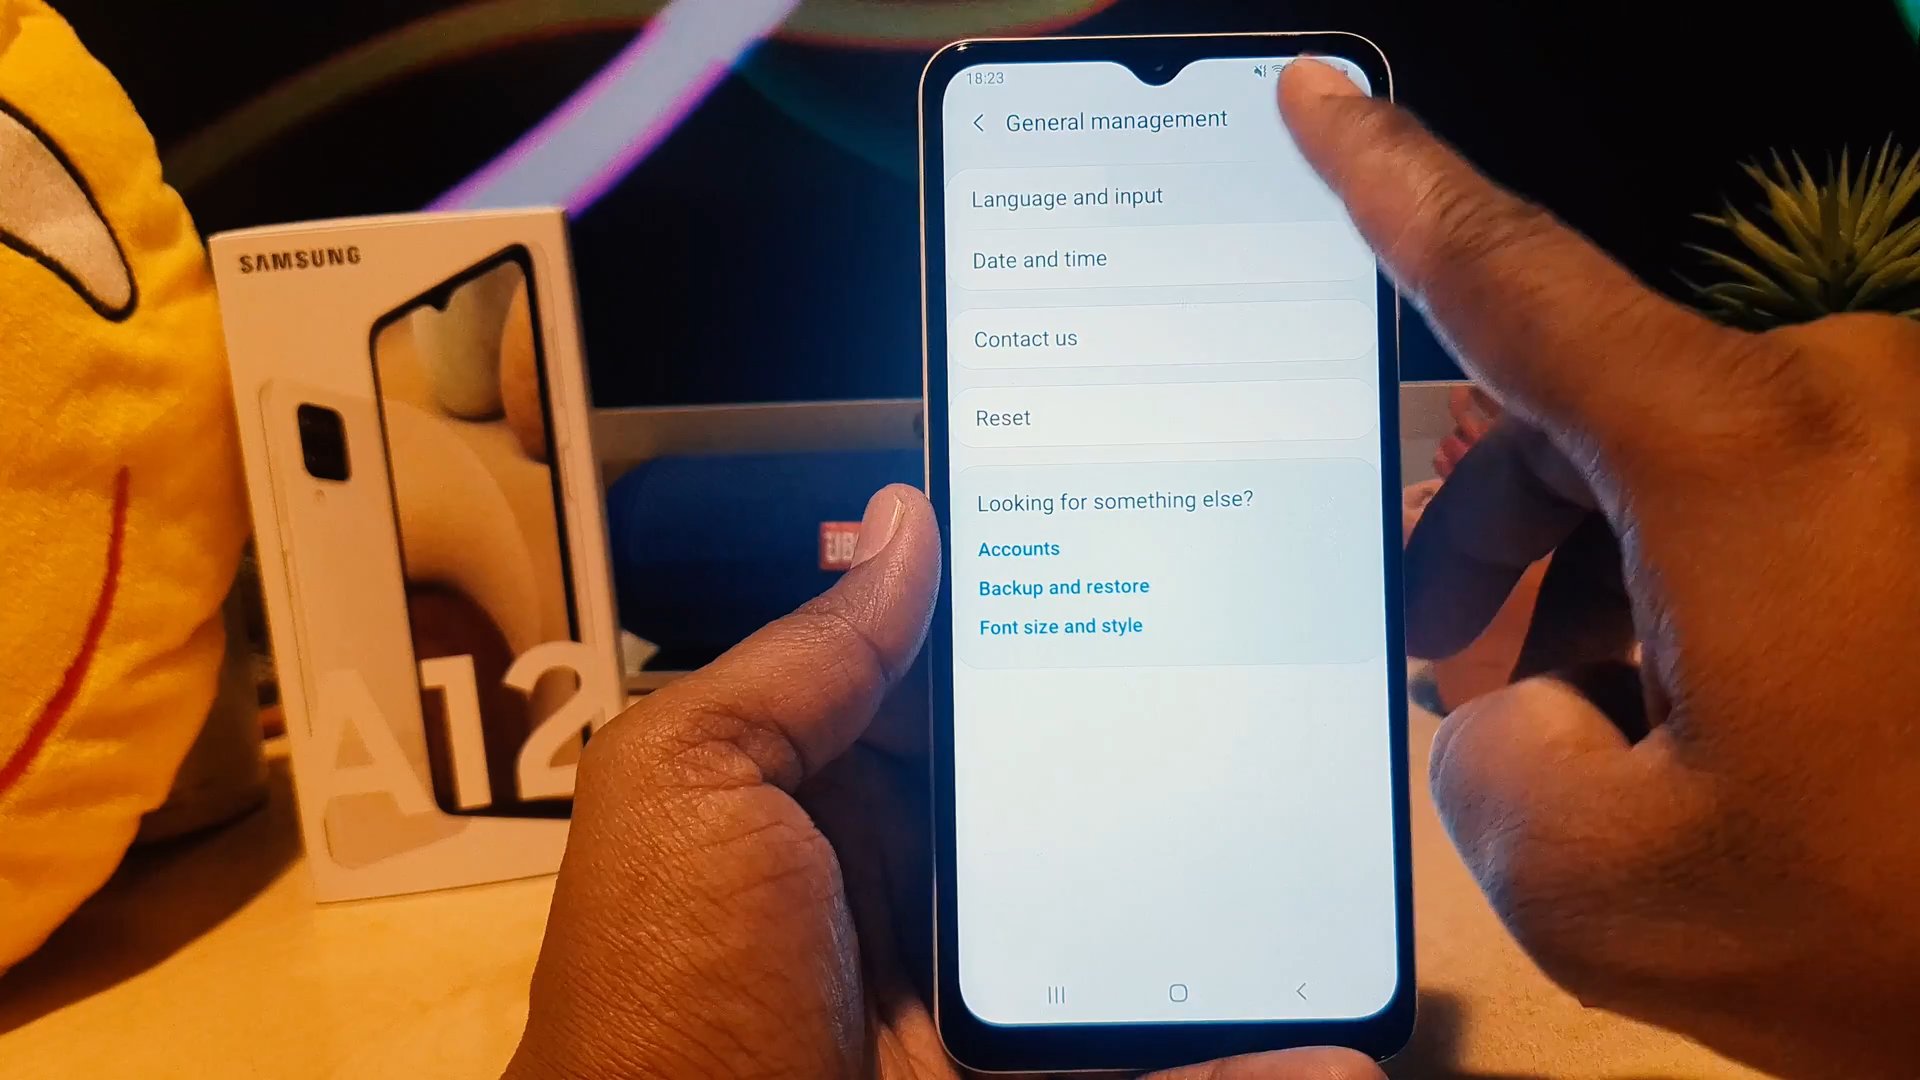 SAMSUNG
A12
18:23
General management
Language and input
Date and time
Contact us
Reset
Looking for something else?
Accounts
Backup and restore
Font size and style